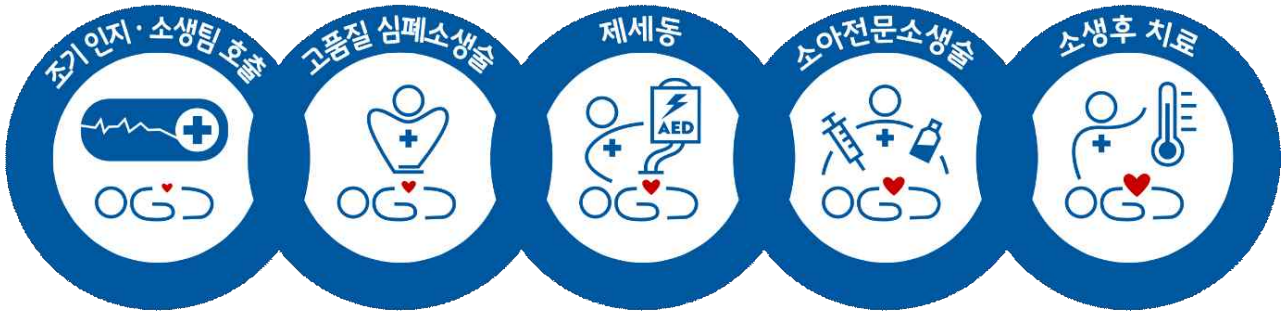 조기 인지 · 소생팀 호출
고품질 심폐소생술
제세동
소아전문소생술
소생후 치료
AED